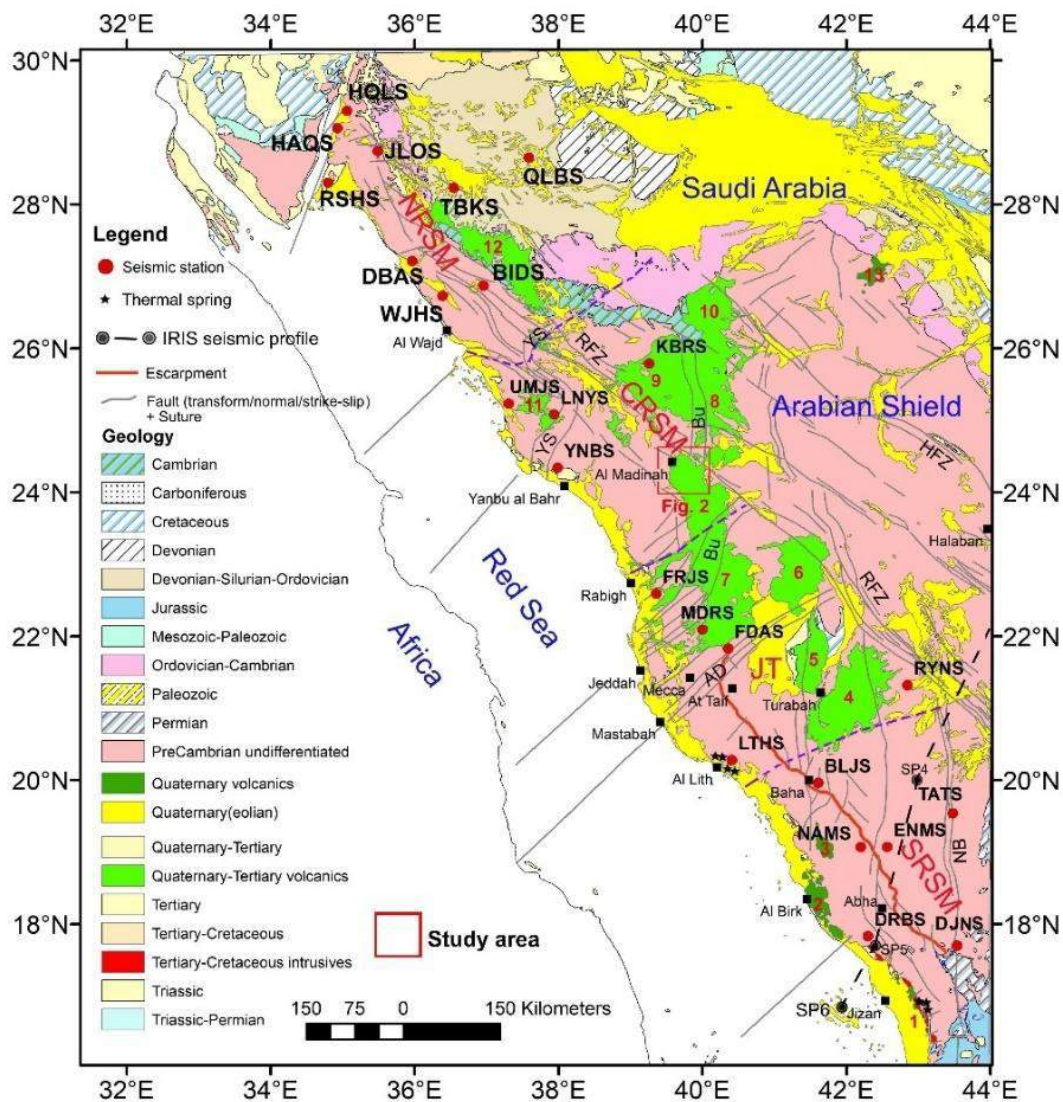 32°E 34°E 36°E 38°E 40°E 42°E 44°E
30°N
HQLS
HAQS
JLOS
QLBS
Saudi Arabia
RSHS
TBKS
28°N
28°N
NRSM
Legend
Seismic station
Thermal spring
IRIS seismic profile
Escarpment
Fault (transform/normal/strike-slip)
+ Suture
12
13
DBAS
BIDS
WJHS
Al Wajd
10
YS
RFZ
26°N
26°N
KBRS
9
UMJS
LNYS
11
CRSM
8
Bu
Arabian Shield
HFZ
YS
YNBS
Al Madinah
24°N
24°N
Yanbu al Bahr
Fig. 2
Halaban
Bu
Red Sea
6
RFZ
FRJS
7
Rabigh
MDRS
FDAS
22°N
22°N
Africa
JT
5
RYNS
Jeddah
Mecca
AD
At Taif
Turabah
4
Mastabah
LTHS
BLJS
SP4
20°N
20°N
Al Lith
Baha
TATS
NAMS
ENMS
3
SRSM
NB
2
Al Birk
Abha
18°N
18°N
DRBS
DJNS
SP5
SP6
Jizan
1
Geology
Cambrian
Carboniferous
Cretaceous
Devonian
Devonian-Silurian-Ordovician
Jurassic
Mesozoic-Paleozoic
Ordovician-Cambrian
Paleozoic
Permian
PreCambrian undifferentiated
Quaternary volcanics
Quaternary(eolian)
Quaternary-Tertiary
Quaternary-Tertiary volcanics
Tertiary
Tertiary-Cretaceous
Tertiary-Cretaceous intrusives
Triassic
Triassic-Permian
Study area
150 75 0 150 Kilometers
32°E 34°E 36°E 38°E 40°E 42°E 44°E